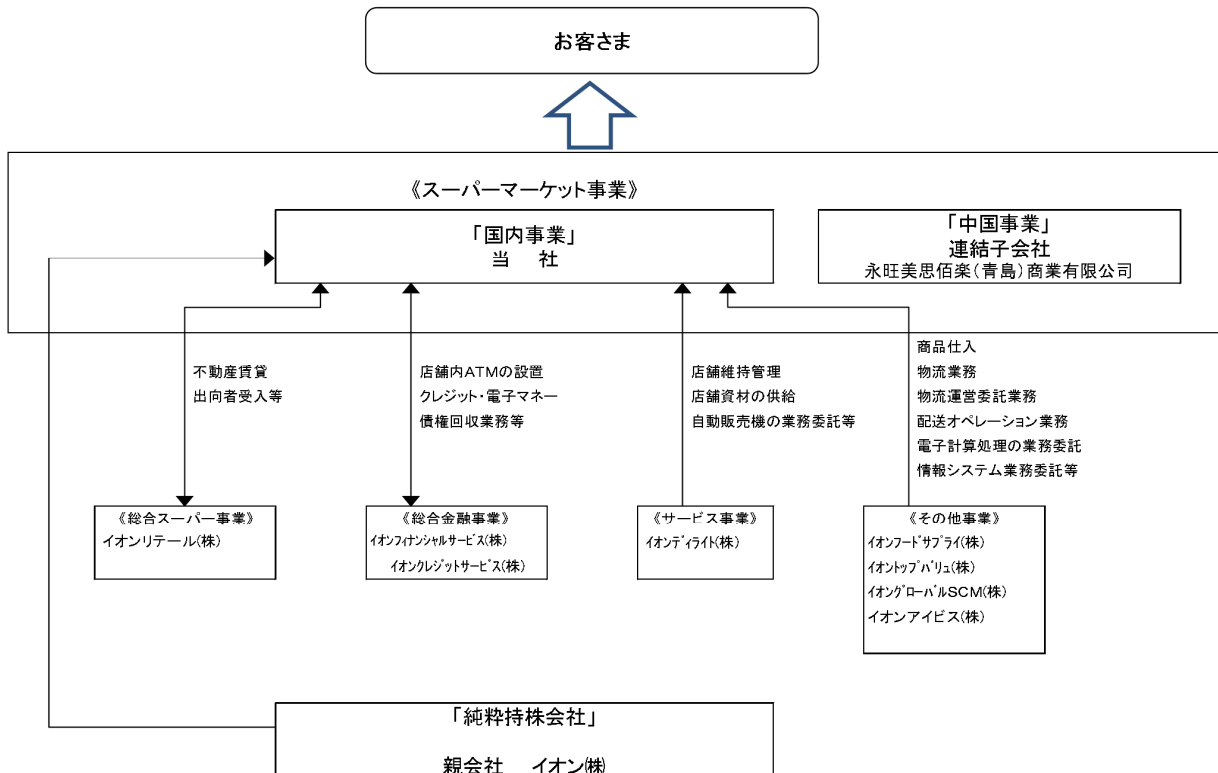 お客さま
《スーパーマーケット事業》
「国内事業」
当　社
「中国事業」
連結子会社
永旺美思佰楽(青島)商業有限公司
不動産賃貸
出向者受入等
店舗内ATMの設置
クレジット・電子マネー
債権回収業務等
店舗維持管理
店舗資材の供給
自動販売機の業務委託等
商品仕入
物流業務
物流運営委託業務
配送オペレーション業務
電子計算処理の業務委託
情報システム業務委託等
《総合スーパー事業》
イオンリテール(株)
《総合金融事業》
イオンフィナンシャルサービス(株)
イオンクレジットサービス(株)
《サービス事業》
イオンディライト(株)
《その他事業》
イオンフードサプライ(株)
イオントップバリュ(株)
イオングローバルSCM(株)
イオンアイビス(株)
「純粋持株会社」
親会社　イオン㈱